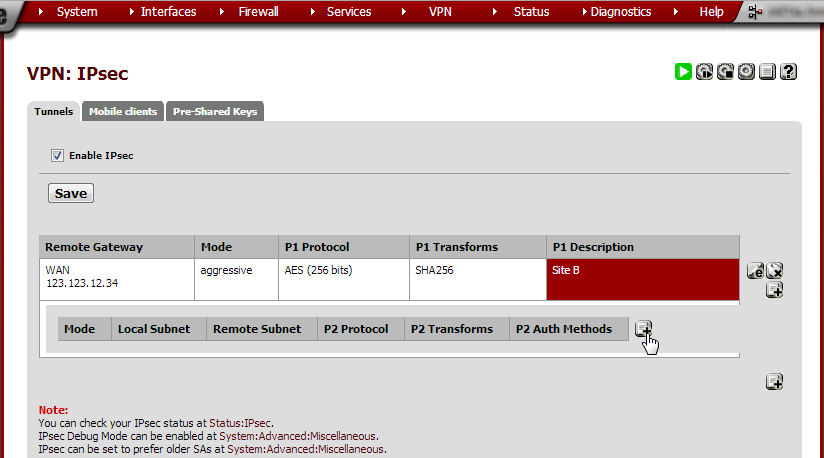 System Interfaces Firewall Services VPN Status Diagnostics Help
VPN: IPsec
Tunnels Mobile clients Pre-Shared Keys
Enable IPsec
Save
Remote Gateway Mode P1 Protocol P1 Transforms P1 Description
WAN aggressive AES (256 bits) SHA256 Site B
123.123.12.34
Mode Local Subnet Remote Subnet P2 Protocol P2 Transforms P2 Auth Methods
Note:
You can check your IPsec status at Status:IPsec.
IPsec Debug Mode can be enabled at System:Advanced:Miscellaneous.
IPsec can be set to prefer older SAs at System:Advanced:Miscellaneous.